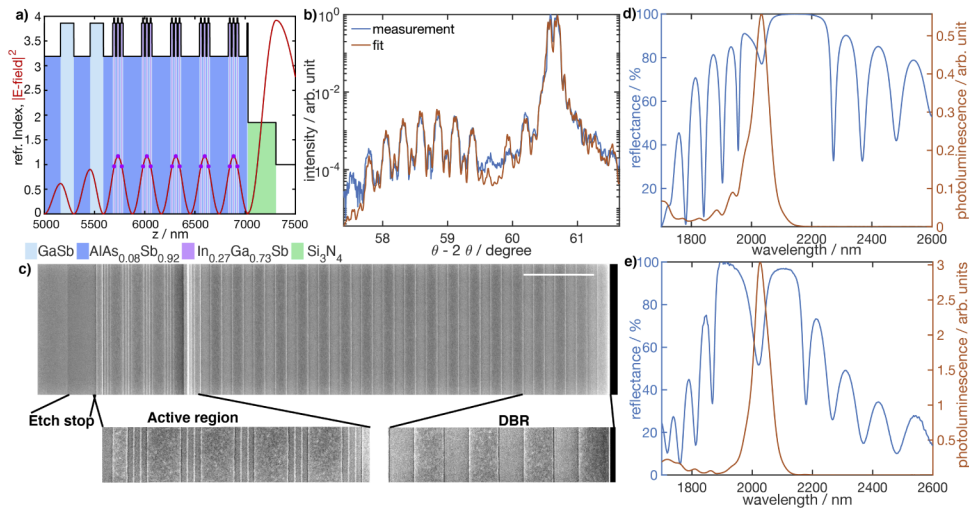 a)
refr. Index, |E-field|²
4
3.5
3
2.5
2
1.5
1
0.5
0
5000 5500 6000 6500 7000 7500
z / nm
GaSb AlAs₀.₀₈Sb₀.₉₂ In₀.₂₇Ga₀.₇₃Sb Si₃N₄
b)
intensity / arb. unit
10⁰
10⁻²
10⁻⁴
measurement
fit
58 59 60 61
θ - 2 θ / degree
c)
Etch stop
Active region
DBR
d)
reflectance / %
100
80
60
40
20
1800 2000 2200 2400 2600
wavelength / nm
photoluminescence / arb. units
0.5
0.4
0.3
0.2
0.1
0
e)
reflectance / %
100
80
60
40
20
0
1800 2000 2200 2400 2600
wavelength / nm
photoluminescence / arb. units
3
2.5
2
1.5
1
0.5